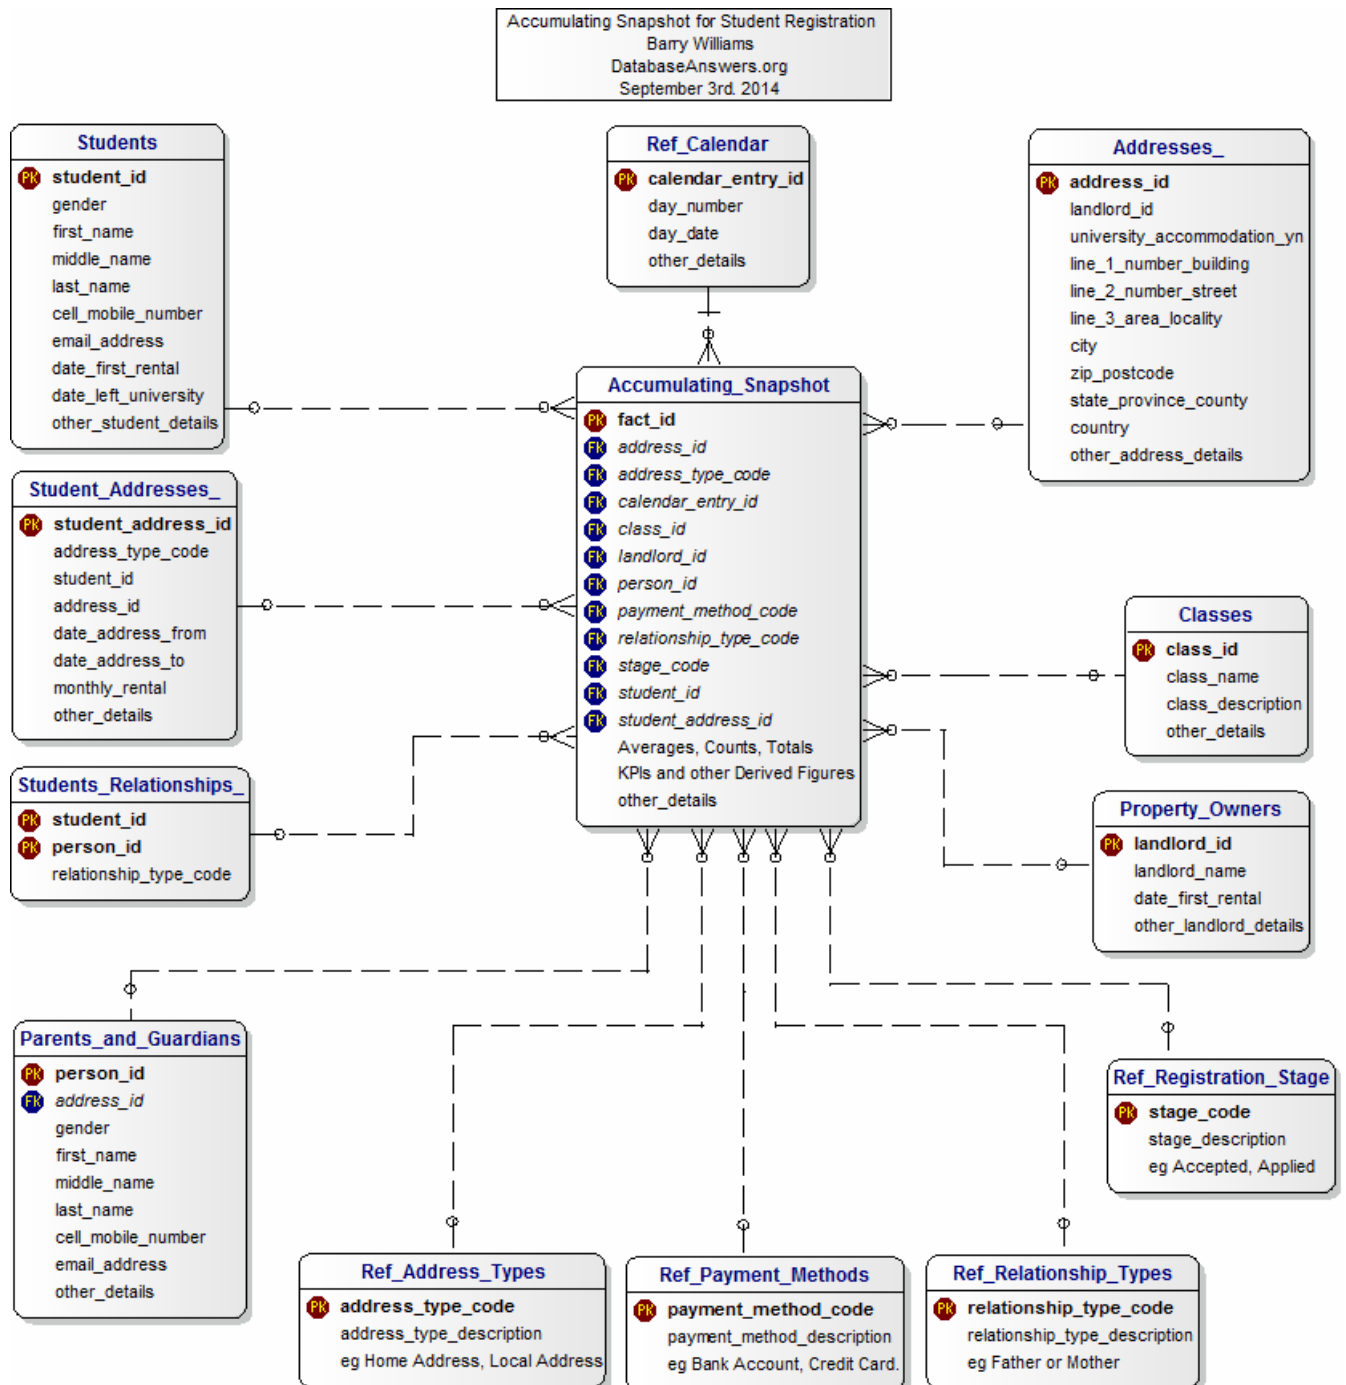 Accumulating Snapshot for Student Registration
Barry Williams
DatabaseAnswers.org
September 3rd. 2014
Students
PK student_id
gender
first_name
middle_name
last_name
cell_mobile_number
email_address
date_first_rental
date_left_university
other_student_details
Ref_Calendar
PK calendar_entry_id
day_number
day_date
other_details
Addresses_
PK address_id
landlord_id
university_accommodation_yn
line_1_number_building
line_2_number_street
line_3_area_locality
city
zip_postcode
state_province_county
country
other_address_details
Accumulating_Snapshot
PK fact_id
FK address_id
FK address_type_code
FK calendar_entry_id
FK class_id
FK landlord_id
FK person_id
FK payment_method_code
FK relationship_type_code
FK stage_code
FK student_id
FK student_address_id
Averages, Counts, Totals
KPIs and other Derived Figures
other_details
Student_Addresses_
PK student_address_id
address_type_code
student_id
address_id
date_address_from
date_address_to
monthly_rental
other_details
Classes
PK class_id
class_name
class_description
other_details
Students_Relationships_
PK student_id
PK person_id
relationship_type_code
Property_Owners
PK landlord_id
landlord_name
date_first_rental
other_landlord_details
Parents_and_Guardians
PK person_id
FK address_id
gender
first_name
middle_name
last_name
cell_mobile_number
email_address
other_details
Ref_Registration_Stage
PK stage_code
stage_description
eg Accepted, Applied
Ref_Address_Types
PK address_type_code
address_type_description
eg Home Address, Local Address
Ref_Payment_Methods
PK payment_method_code
payment_method_description
eg Bank Account, Credit Card.
Ref_Relationship_Types
PK relationship_type_code
relationship_type_description
eg Father or Mother